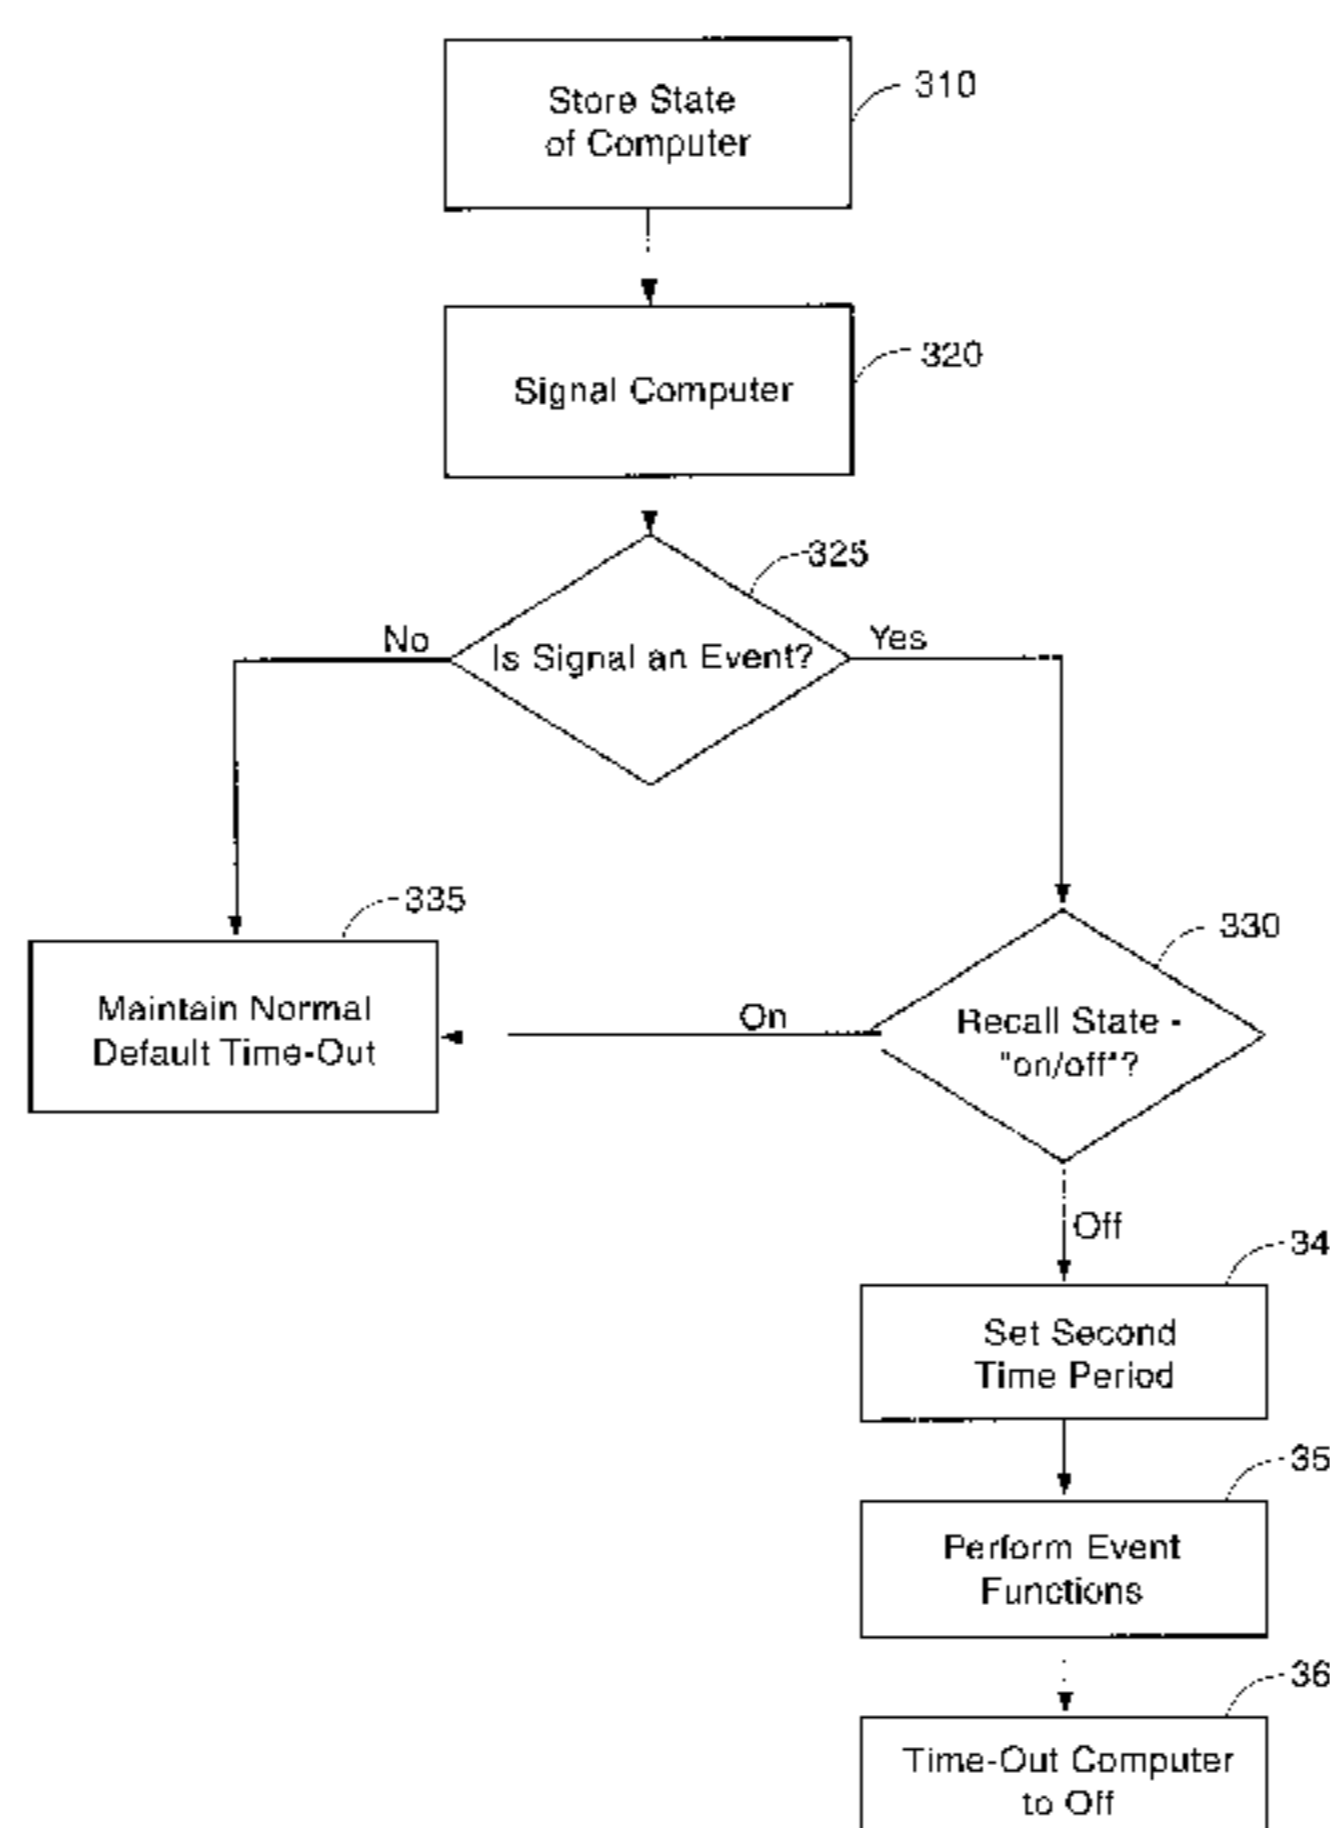 Store State
of Computer
310
Signal Computer
320
325
No
Is Signal an Event?
Yes
335
Maintain Normal
Default Time-Out
330
On
Recall State -
"on/off"?
Off
34
Set Second
Time Period
35
Perform Event
Functions
36
Time-Out Computer
to Off